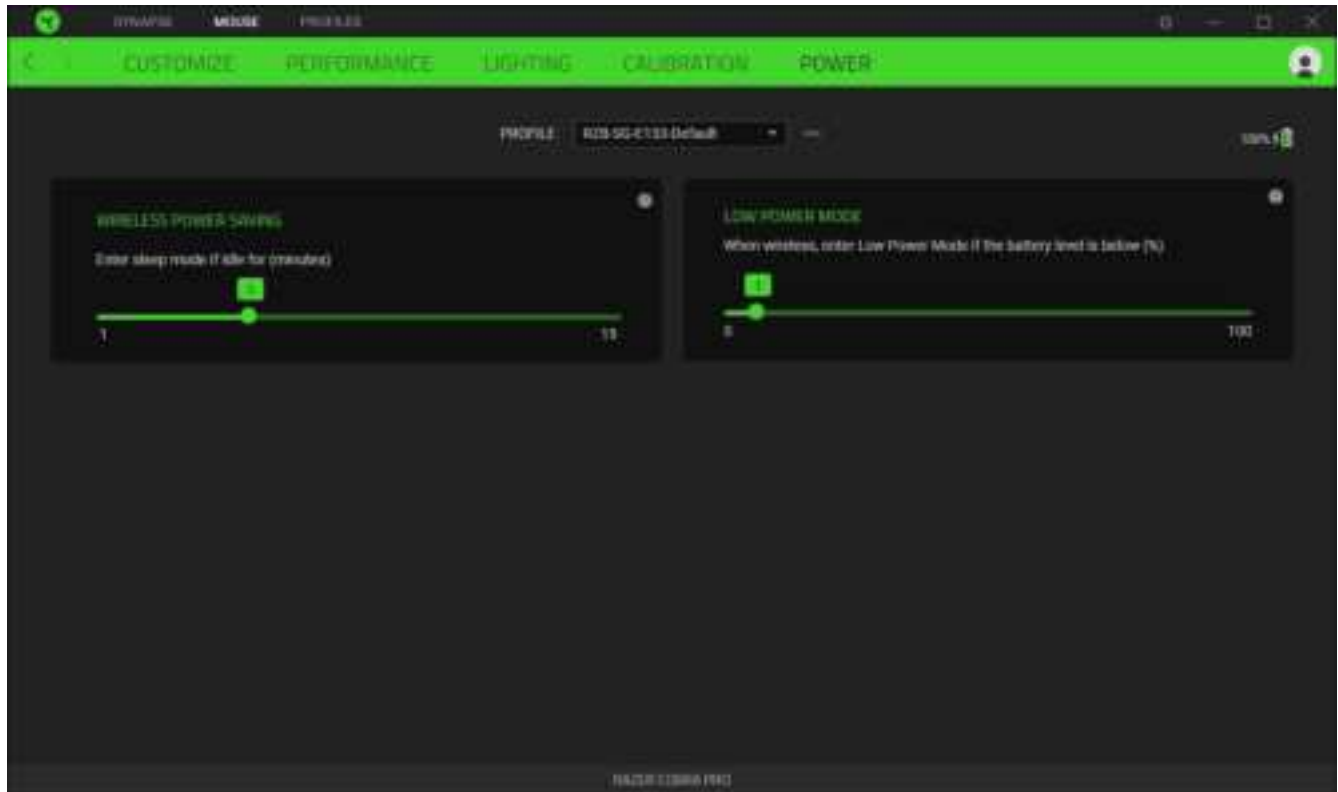 SYNAPSE MOUSE PROFILES
CUSTOMIZE PERFORMANCE LIGHTING CALIBRATION POWER
PROFILE
100%
WIRELESS POWER SAVING
Enter sleep mode if idle for (minutes)
1 15
LOW POWER MODE
When wireless, enter Low Power Mode if the battery level is below (%)
100
RAZER COBRA PRO